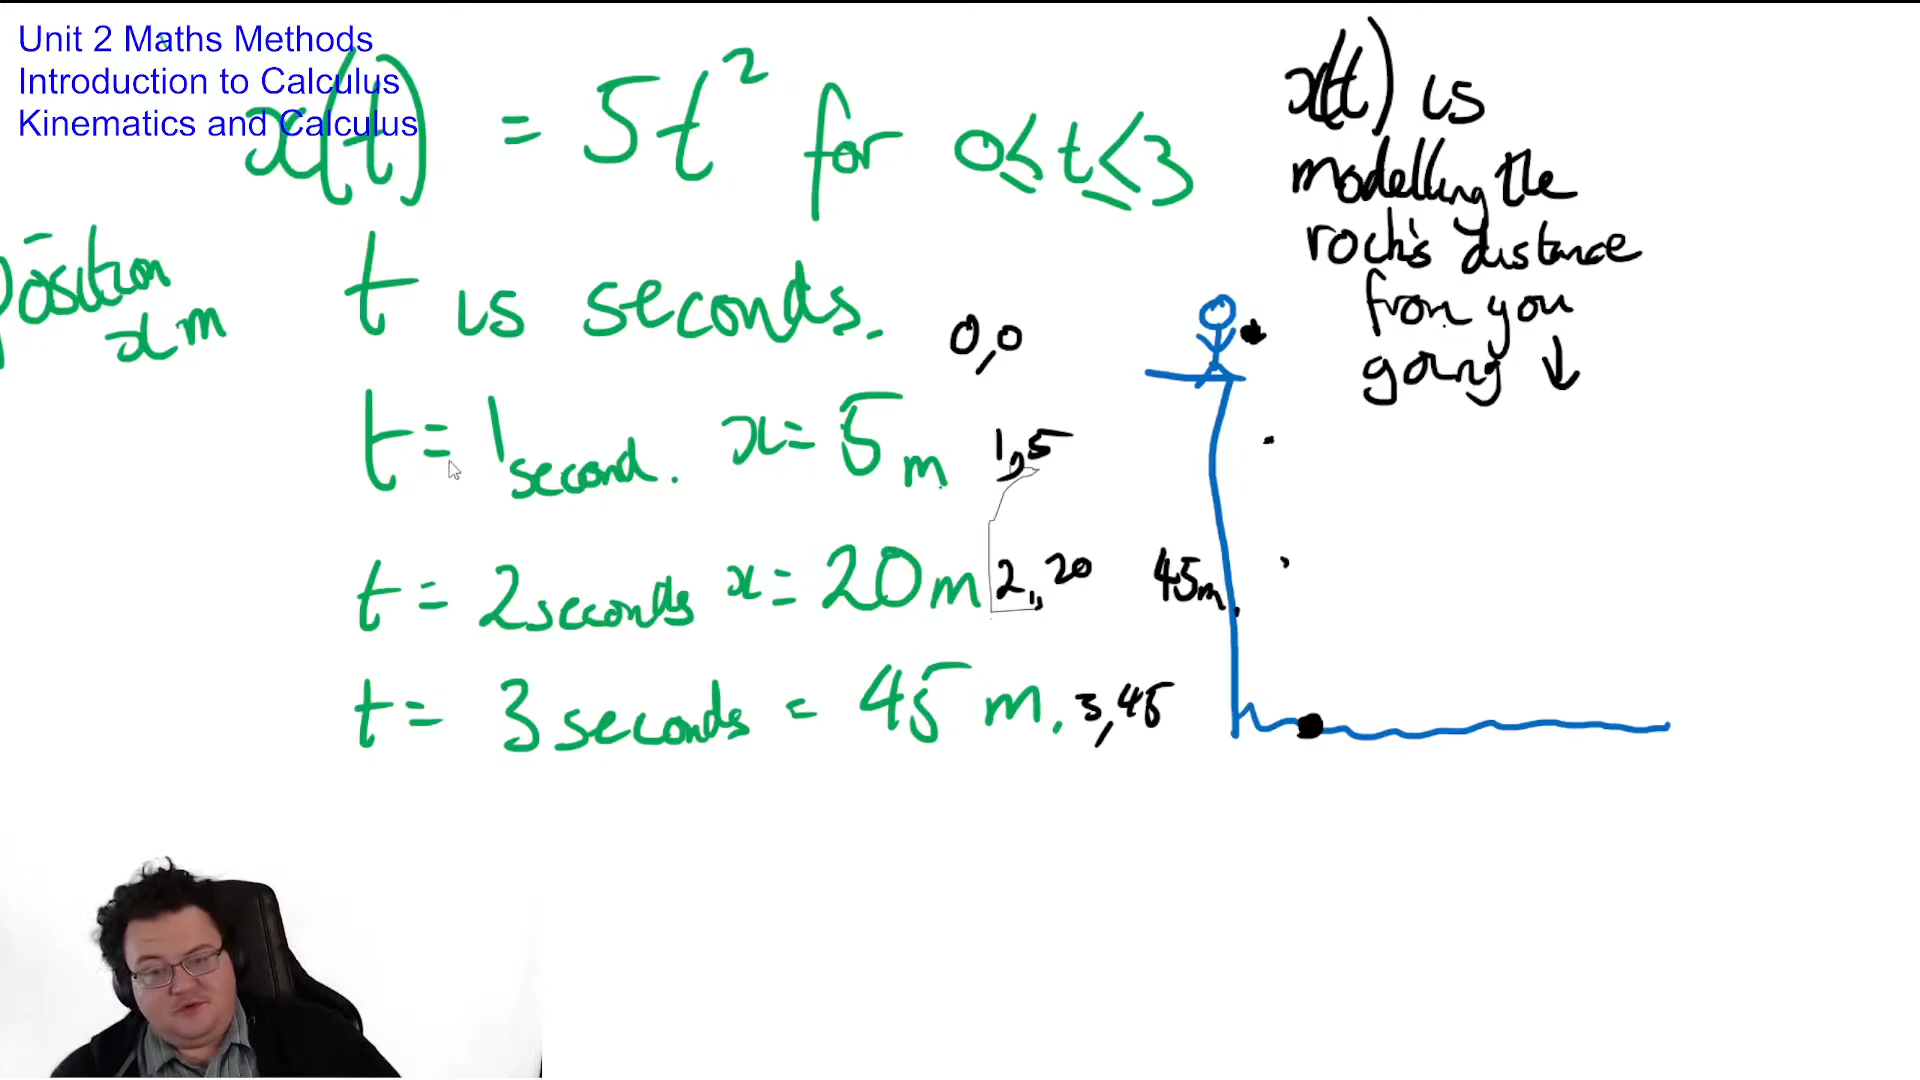 Unit 2 Maths Methods
Introduction to Calculus
Kinematics and Calculus
x(t) = 5t² for 0≤t≤3
x(t) is
modelling the
rock's distance
from you
going ↓
position
x m
t is seconds.
0,0
t = 1 second. x = 5 m
1,5
t = 2 seconds x = 20 m
2, 20
45m
t = 3 seconds = 45 m.
3,45